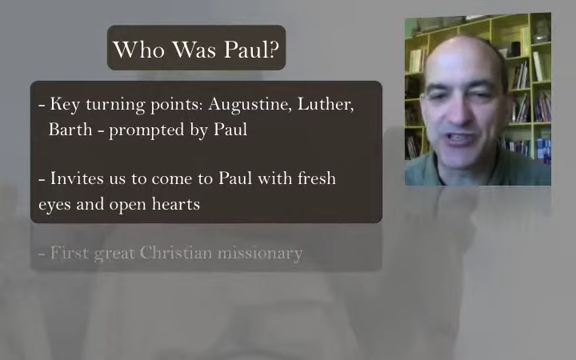 Who Was Paul?
- Key turning points: Augustine, Luther,
Barth - prompted by Paul
- Invites us to come to Paul with fresh
eyes and open hearts
- First great Christian missionary